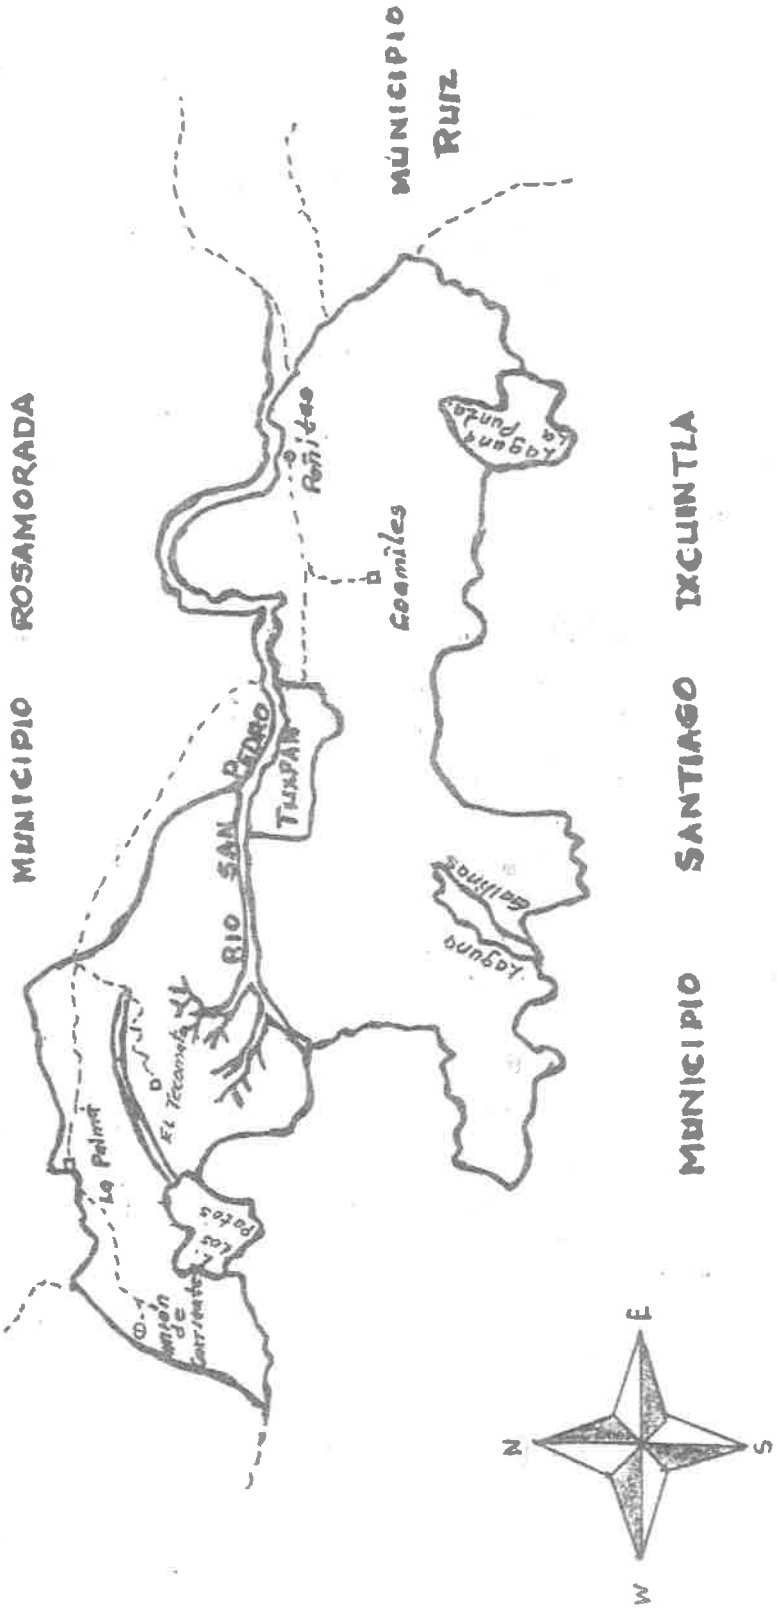 MUNICIPIO ROSAMORADA
MUNICIPIO
RUIZ
La Palma
Unión
de
Corrientes
L.
Los
Patos
EL Tecomate
RIO SAN PEDRO
TUXPAN
Peñitas
Coamiles
Laguna
La Punta
Laguna Gallinas
MUNICIPIO SANTIAGO IXCUINTLA
N
E
S
W